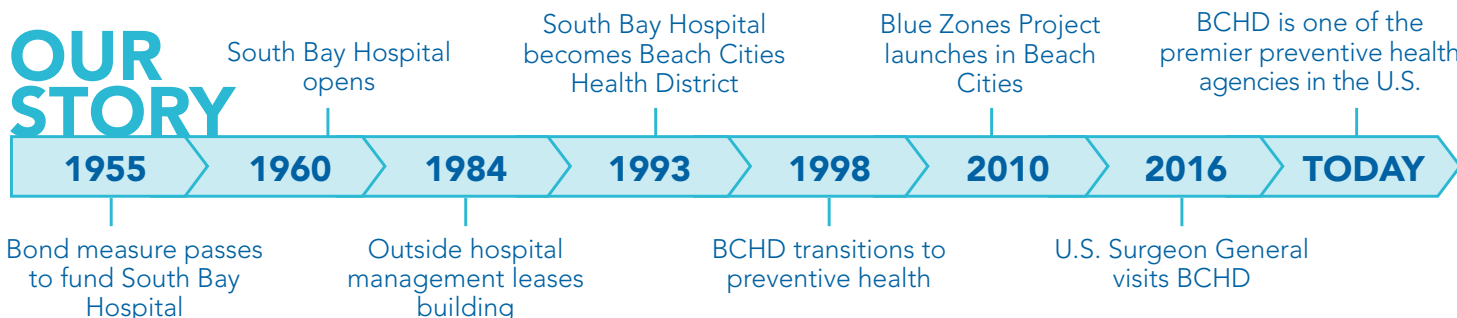 OUR
STORY
South Bay Hospital
opens
South Bay Hospital
becomes Beach Cities
Health District
Blue Zones Project
launches in Beach
Cities
BCHD is one of the
premier preventive health
agencies in the U.S.
1955
1960
1984
1993
1998
2010
2016
TODAY
Bond measure passes
to fund South Bay
Hospital
Outside hospital
management leases
building
BCHD transitions to
preventive health
U.S. Surgeon General
visits BCHD